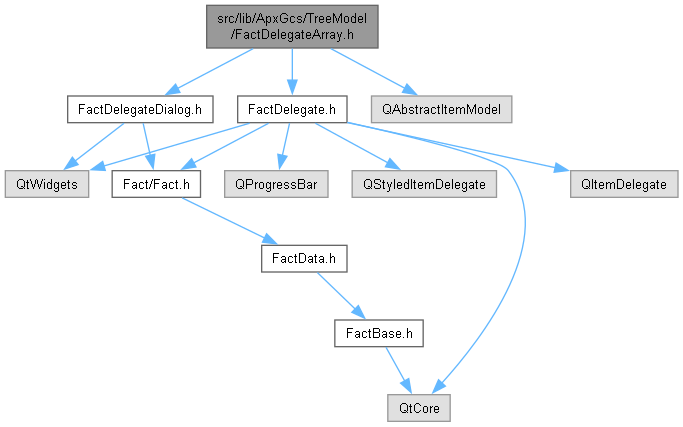 src/lib/ApxGcs/TreeModel
/FactDelegateArray.h
FactDelegateDialog.h
FactDelegate.h
QAbstractItemModel
QtWidgets
Fact/Fact.h
QProgressBar
QStyledItemDelegate
QItemDelegate
FactData.h
FactBase.h
QtCore